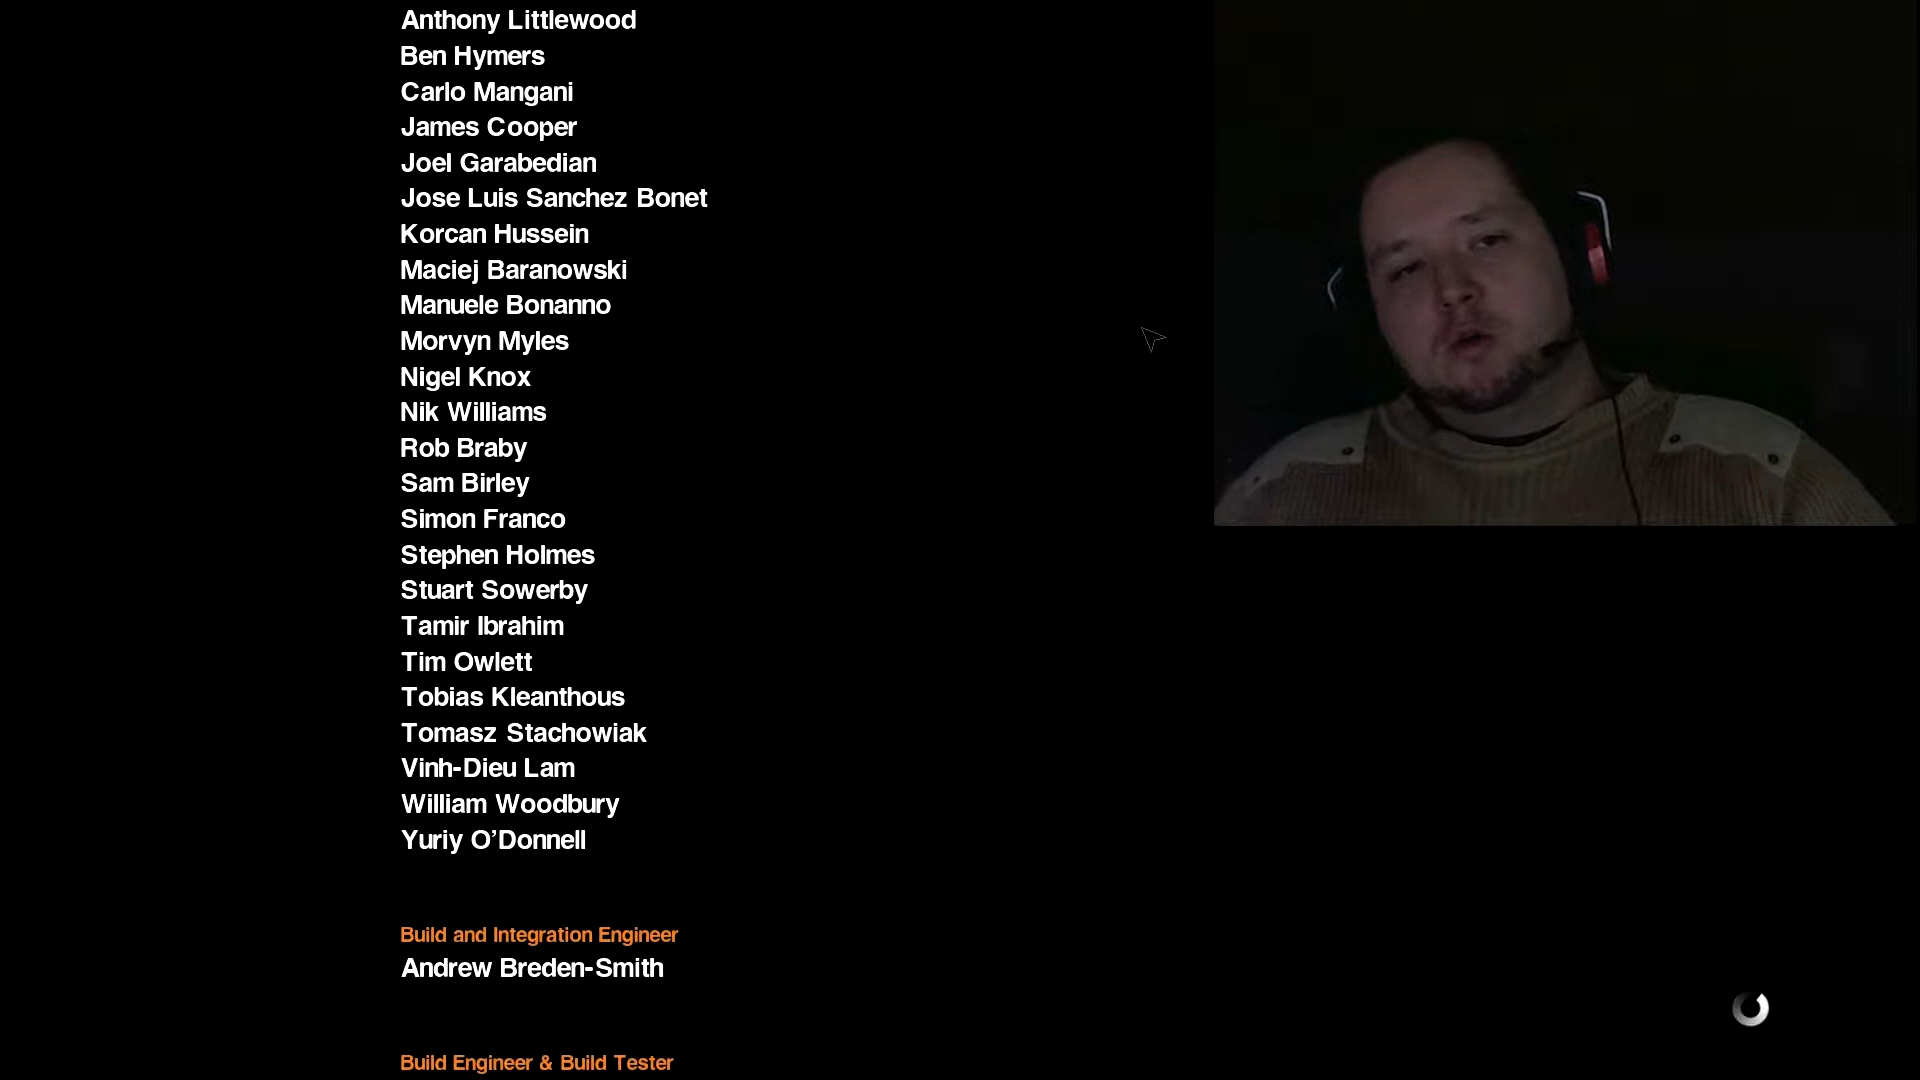 Anthony Littlewood
Ben Hymers
Carlo Mangani
James Cooper
Joel Garabedian
Jose Luis Sanchez Bonet
Korcan Hussein
Maciej Baranowski
Manuele Bonanno
Morvyn Myles
Nigel Knox
Nik Williams
Rob Braby
Sam Birley
Simon Franco
Stephen Holmes
Stuart Sowerby
Tamir Ibrahim
Tim Owlett
Tobias Kleanthous
Tomasz Stachowiak
Vinh-Dieu Lam
William Woodbury
Yuriy O’Donnell
Build and Integration Engineer
Andrew Breden-Smith
Build Engineer & Build Tester